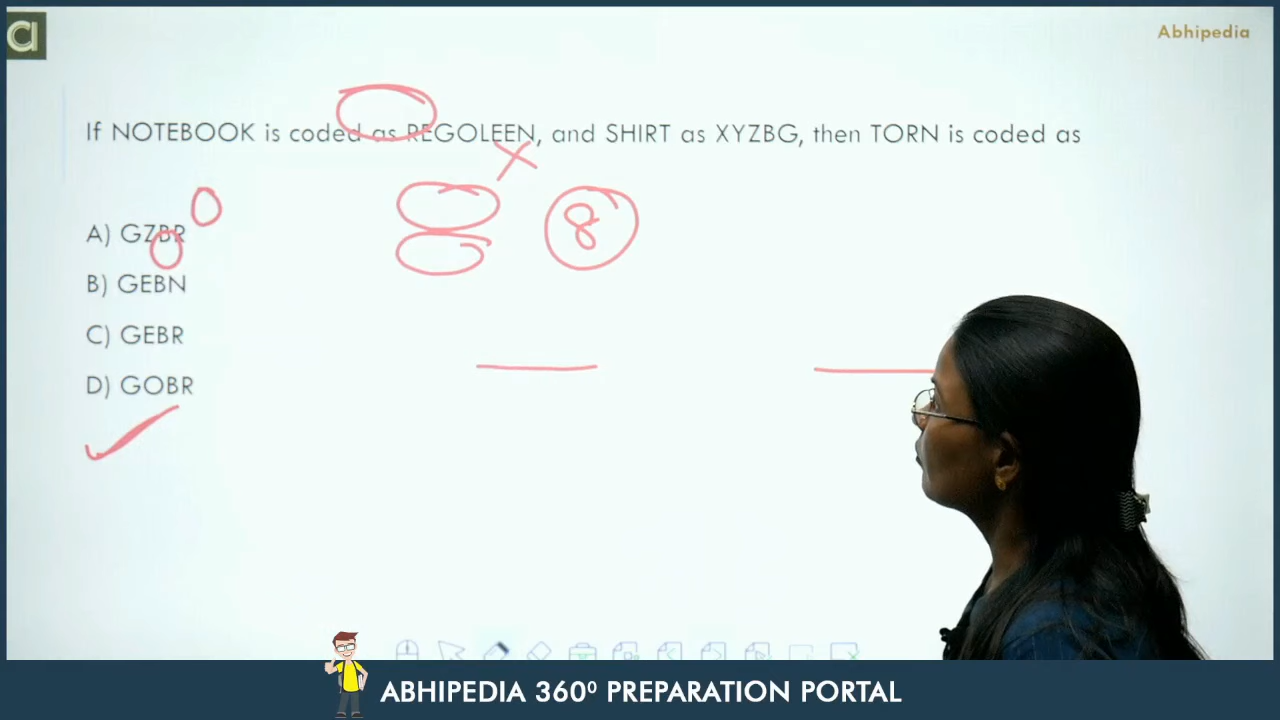 Abhipedia
If NOTEBOOK is coded as REGOLEEN, and SHIRT as XYZBG, then TORN is coded as
A) GZBR
8
B) GEBN
C) GEBR
D) GOBR
ABHIPEDIA 360⁰ PREPARATION PORTAL